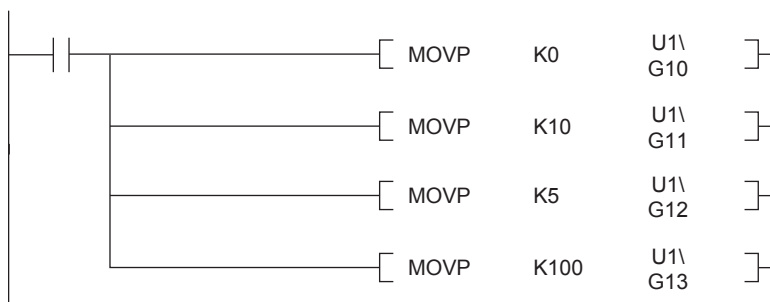 MOVP K0 U1\
G10
MOVP K10 U1\
G11
MOVP K5 U1\
G12
MOVP K100 U1\
G13